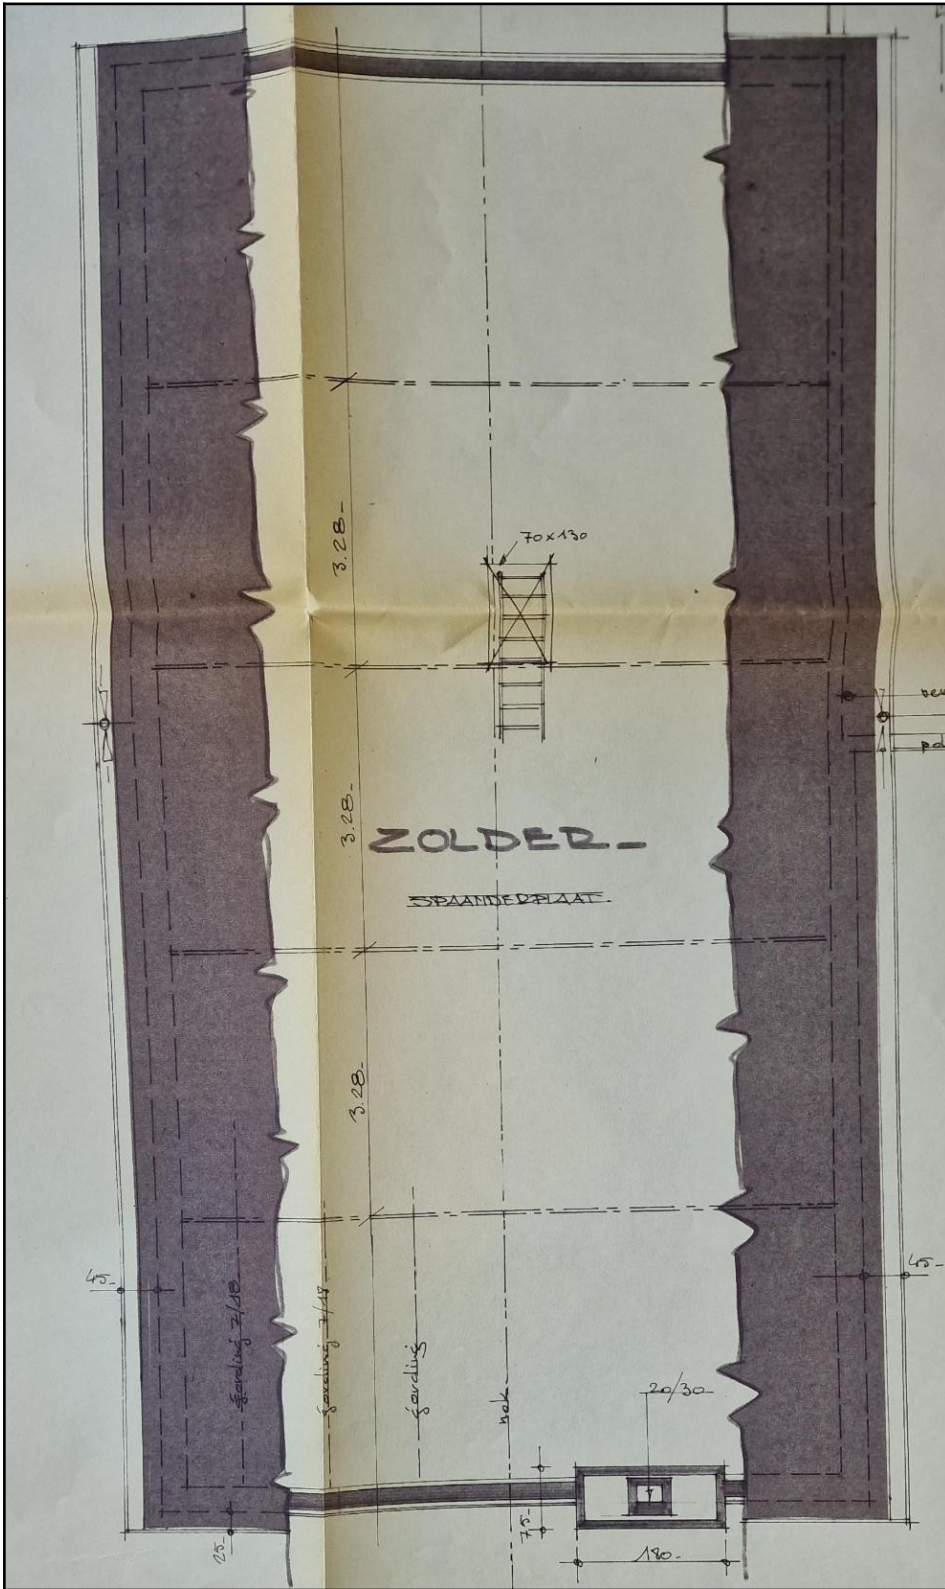 3.28-
70x130
3.28-
ZOLDER-
SPAANDERPLAAT.
3.28-
45-
45-
gording 7/18
gording 7/18
gording
nok
20/30
75-
25-
180-